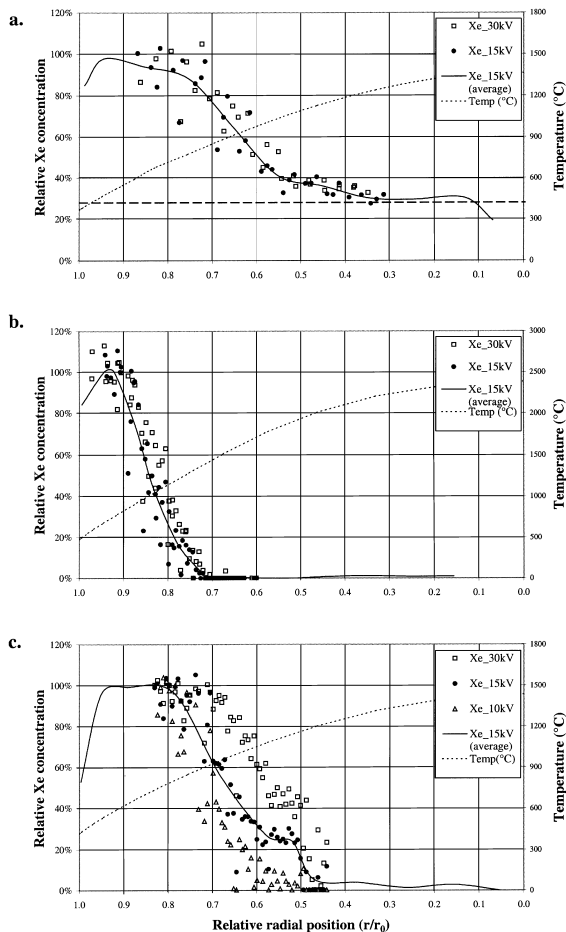 a.
Relative Xe concentration
120%
100%
80%
60%
40%
20%
0%
1.0 0.9 0.8 0.7 0.6 0.5 0.4 0.3 0.2 0.1 0.0
1800
1500
1200
900
600
300
0
Temperature (°C)
Xe_30kV
Xe_15kV
Xe_15kV
(average)
Temp (°C)
b.
Relative Xe concentration
120%
100%
80%
60%
40%
20%
0%
1.0 0.9 0.8 0.7 0.6 0.5 0.4 0.3 0.2 0.1 0.0
3000
2500
2000
1500
1000
500
0
Temperature (°C)
Xe_30kV
Xe_15kV
Xe_15kV
(average)
Temp (°C)
c.
Relative Xe concentration
120%
100%
80%
60%
40%
20%
0%
1.0 0.9 0.8 0.7 0.6 0.5 0.4 0.3 0.2 0.1 0.0
1800
1500
1200
900
600
300
0
Temperature (°C)
Xe_30kV
Xe_15kV
Xe_10kV
Xe_15kV
(average)
Temp(°C)
Relative radial position (r/r0)